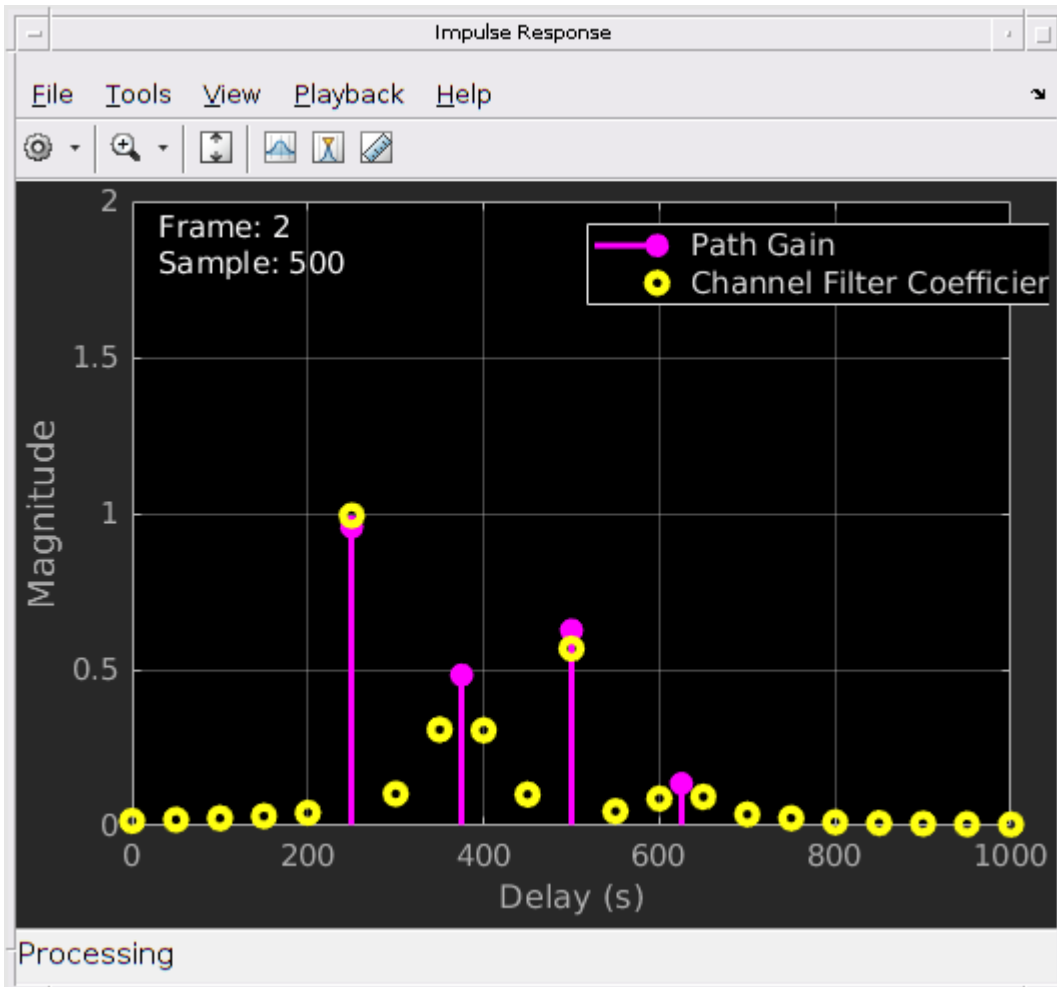 Impulse Response
File Tools View Playback Help
Frame: 2
Sample: 500
Path Gain
Channel Filter Coefficier
2
1.5
1
0.5
0
Magnitude
0 200 400 600 800 1000
Delay (s)
Processing